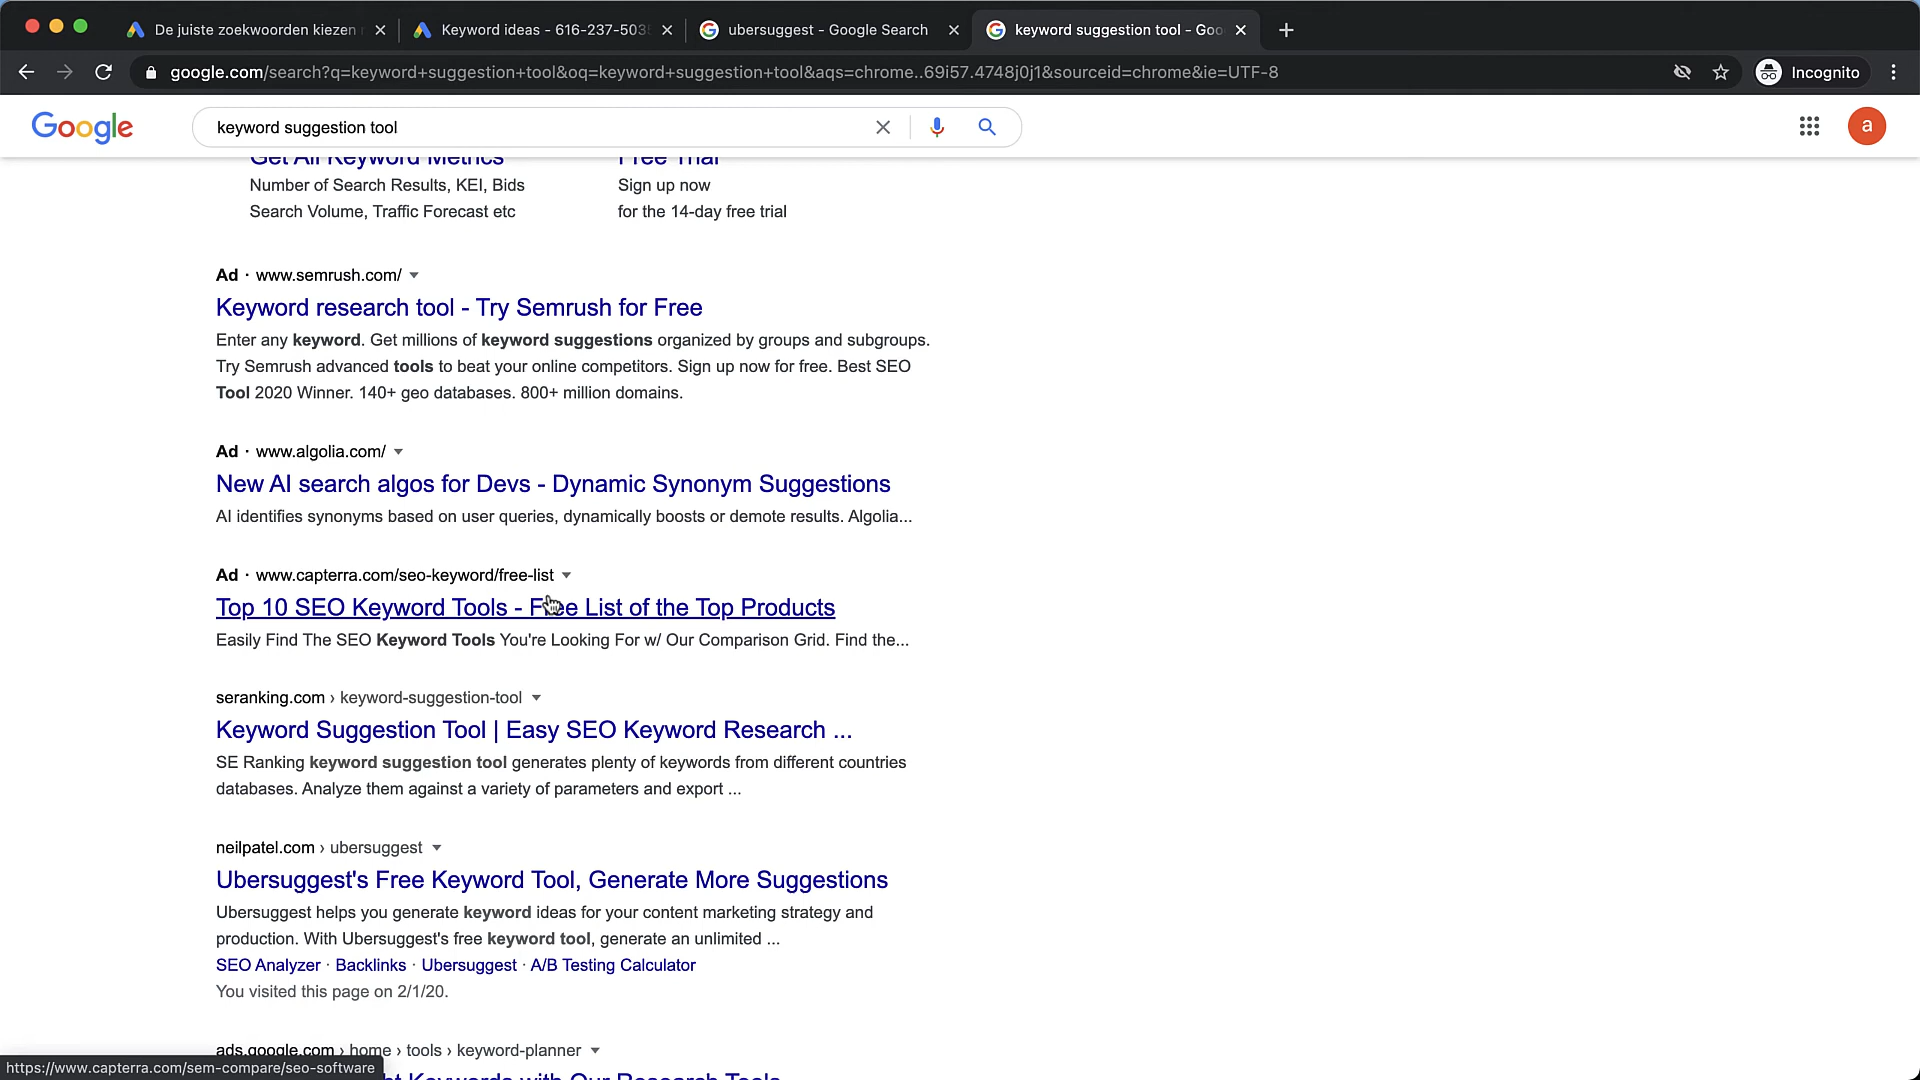 De juiste zoekwoorden kiezen
Keyword ideas - 616-237-503
ubersuggest - Google Search
keyword suggestion tool - Goo
google.com/search?q=keyword+suggestion+tool&oq=keyword+suggestion+tool&aqs=chrome..69i57.4748j0j1&sourceid=chrome&ie=UTF-8
Incognito
Google
keyword suggestion tool
a
Get All Keyword Metrics
Free Trial
Number of Search Results, KEI, Bids
Sign up now
Search Volume, Traffic Forecast etc
for the 14-day free trial
Ad · www.semrush.com/
Keyword research tool - Try Semrush for Free
Enter any keyword. Get millions of keyword suggestions organized by groups and subgroups.
Try Semrush advanced tools to beat your online competitors. Sign up now for free. Best SEO
Tool 2020 Winner. 140+ geo databases. 800+ million domains.
Ad · www.algolia.com/
New AI search algos for Devs - Dynamic Synonym Suggestions
AI identifies synonyms based on user queries, dynamically boosts or demote results. Algolia...
Ad · www.capterra.com/seo-keyword/free-list
Top 10 SEO Keyword Tools - Free List of the Top Products
Easily Find The SEO Keyword Tools You're Looking For w/ Our Comparison Grid. Find the...
seranking.com › keyword-suggestion-tool
Keyword Suggestion Tool | Easy SEO Keyword Research ...
SE Ranking keyword suggestion tool generates plenty of keywords from different countries
databases. Analyze them against a variety of parameters and export ...
neilpatel.com › ubersuggest
Ubersuggest's Free Keyword Tool, Generate More Suggestions
Ubersuggest helps you generate keyword ideas for your content marketing strategy and
production. With Ubersuggest's free keyword tool, generate an unlimited ...
SEO Analyzer · Backlinks · Ubersuggest · A/B Testing Calculator
You visited this page on 2/1/20.
ads.google.com › home › tools › keyword-planner
https://www.capterra.com/sem-compare/seo-software
Keywords with Our Research Tools